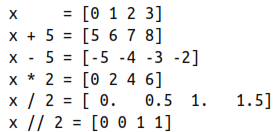 x     = [0 1 2 3]
x + 5 = [5 6 7 8]
x - 5 = [-5 -4 -3 -2]
x * 2 = [0 2 4 6]
x / 2 = [ 0.   0.5  1.   1.5]
x // 2 = [0 0 1 1]